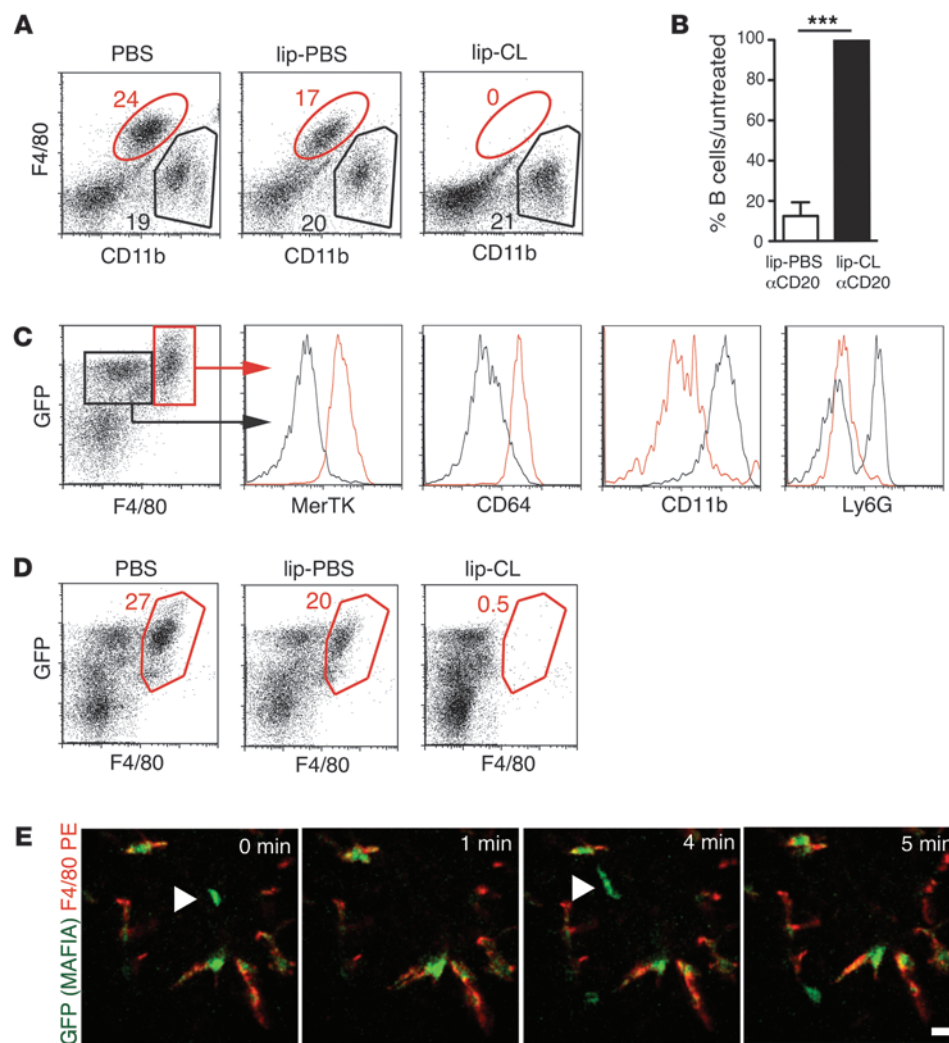 A
PBS
lip-PBS
lip-CL
F4/80
24
19
17
20
0
21
CD11b
CD11b
CD11b
B
***
% B cells/untreated
100
80
60
40
20
0
lip-PBS
αCD20
lip-CL
αCD20
C
GFP
F4/80
MerTK
CD64
CD11b
Ly6G
D
PBS
lip-PBS
lip-CL
GFP
27
20
0.5
F4/80
F4/80
F4/80
E
GFP (MAFIA) F4/80 PE
0 min
1 min
4 min
5 min